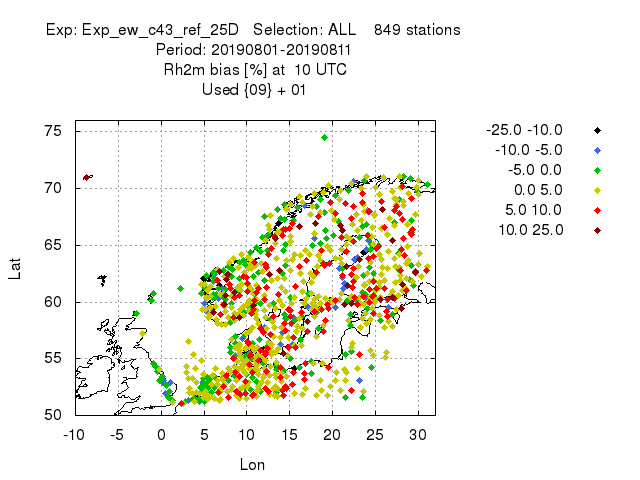 Exp: Exp_ew_c43_ref_25D   Selection: ALL    849 stations
Period: 20190801-20190811
Rh2m bias [%] at  10 UTC
Used {09} + 01
-25.0 -10.0
-10.0 -5.0
-5.0 0.0
0.0 5.0
5.0 10.0
10.0 25.0
75
70
65
60
55
50
Lat
-10 -5 0 5 10 15 20 25 30
Lon